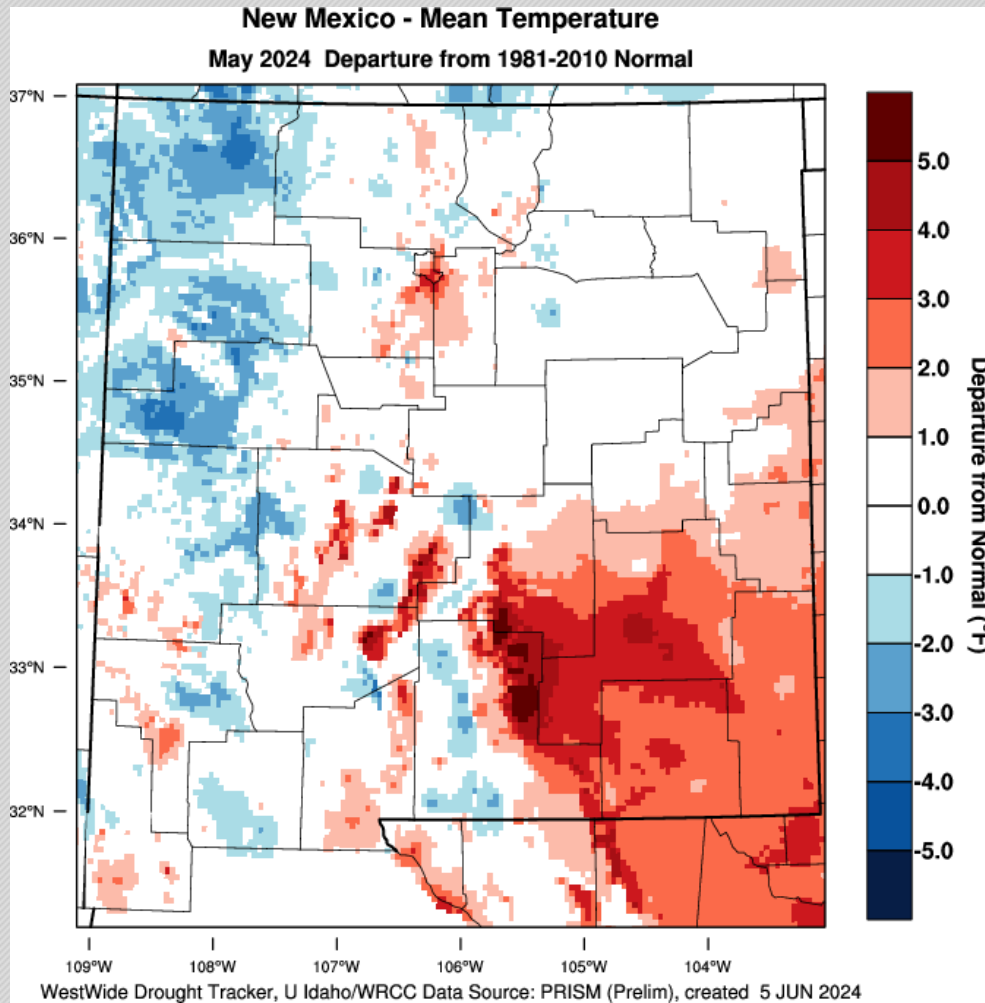 New Mexico - Mean Temperature
May 2024 Departure from 1981-2010 Normal
37°N
36°N
35°N
34°N
33°N
32°N
109°W
108°W
107°W
106°W
105°W
104°W
5.0
4.0
3.0
2.0
1.0
0.0
-1.0
-2.0
-3.0
-4.0
-5.0
Departure from Normal (°F)
WestWide Drought Tracker, U Idaho/WRCC Data Source: PRISM (Prelim), created 5 JUN 2024